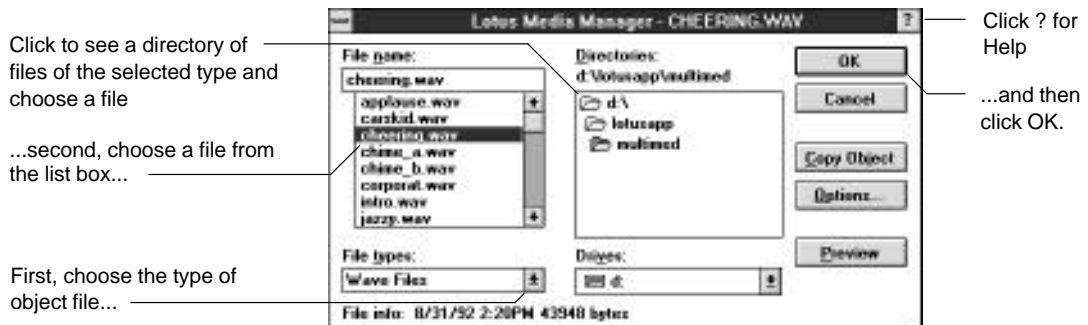 Lotus Media Manager - CHEERING.WAV
?
Click ? for
Help
Click to see a directory of
files of the selected type and
choose a file
File name:
cheering.wav
applause.wav
carskid.wav
cheering.wav
chime_a.wav
chime_b.wav
corporat.wav
intro.wav
jazzy.wav
Directories:
d:\lotusapp\multimed
d:\
lotusapp
multimed
OK
Cancel
Copy Object
Options...
Preview
...and then
click OK.
...second, choose a file from
the list box...
First, choose the type of
object file...
File types:
Wave Files
Drives:
d:
File info: 8/31/92 2:20PM 43948 bytes